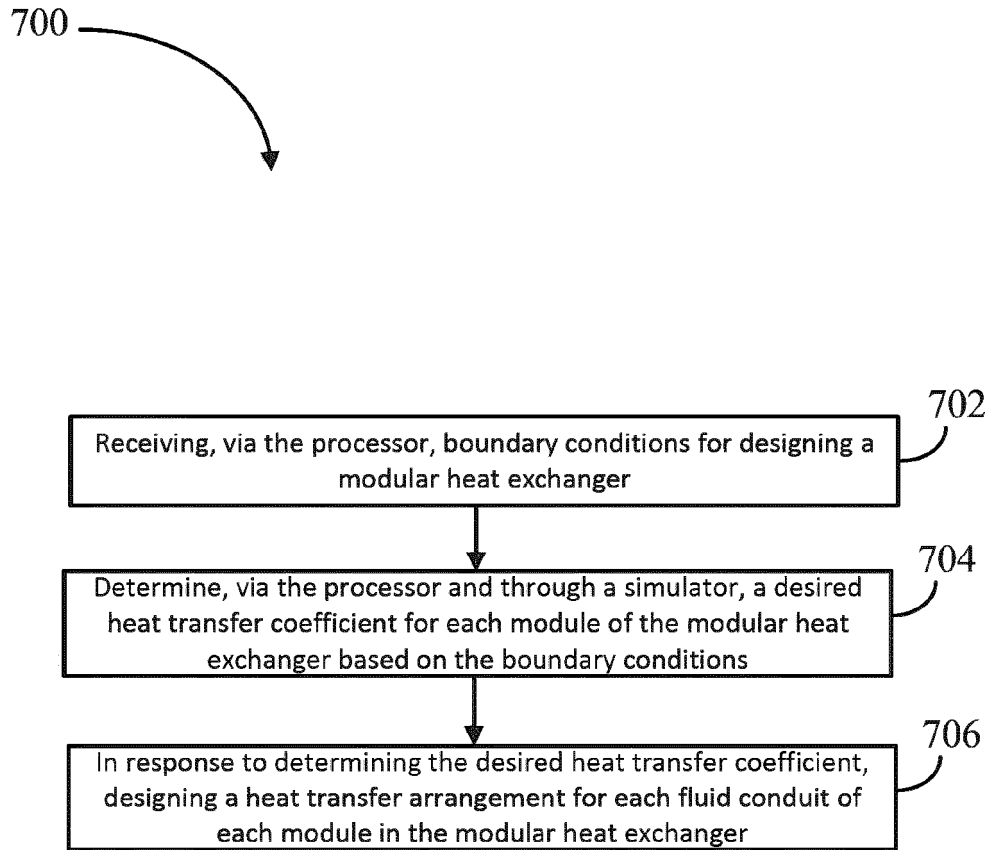 700
702
Receiving, via the processor, boundary conditions for designing a
modular heat exchanger
704
Determine, via the processor and through a simulator, a desired
heat transfer coefficient for each module of the modular heat
exchanger based on the boundary conditions
706
In response to determining the desired heat transfer coefficient,
designing a heat transfer arrangement for each fluid conduit of
each module in the modular heat exchanger